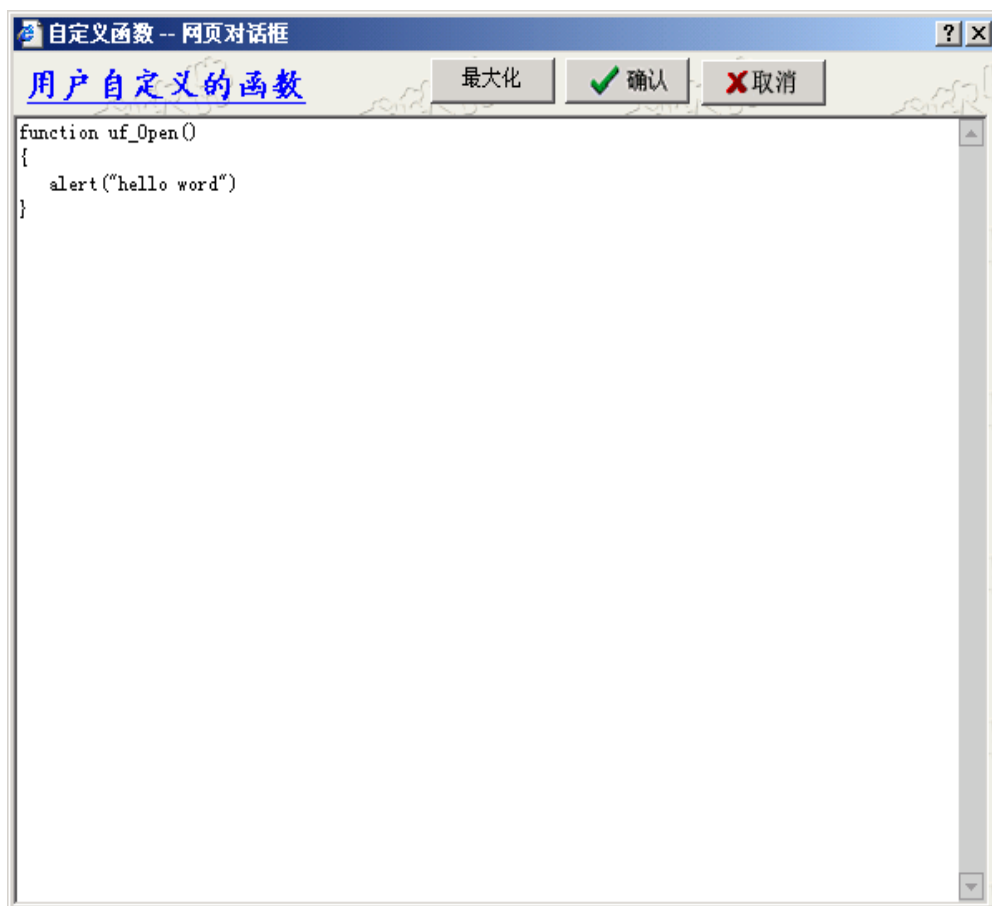 自定义函数 -- 网页对话框
用户自定义的函数 最大化 确认 取消
function uf_Open()
{
   alert("hello word")
}